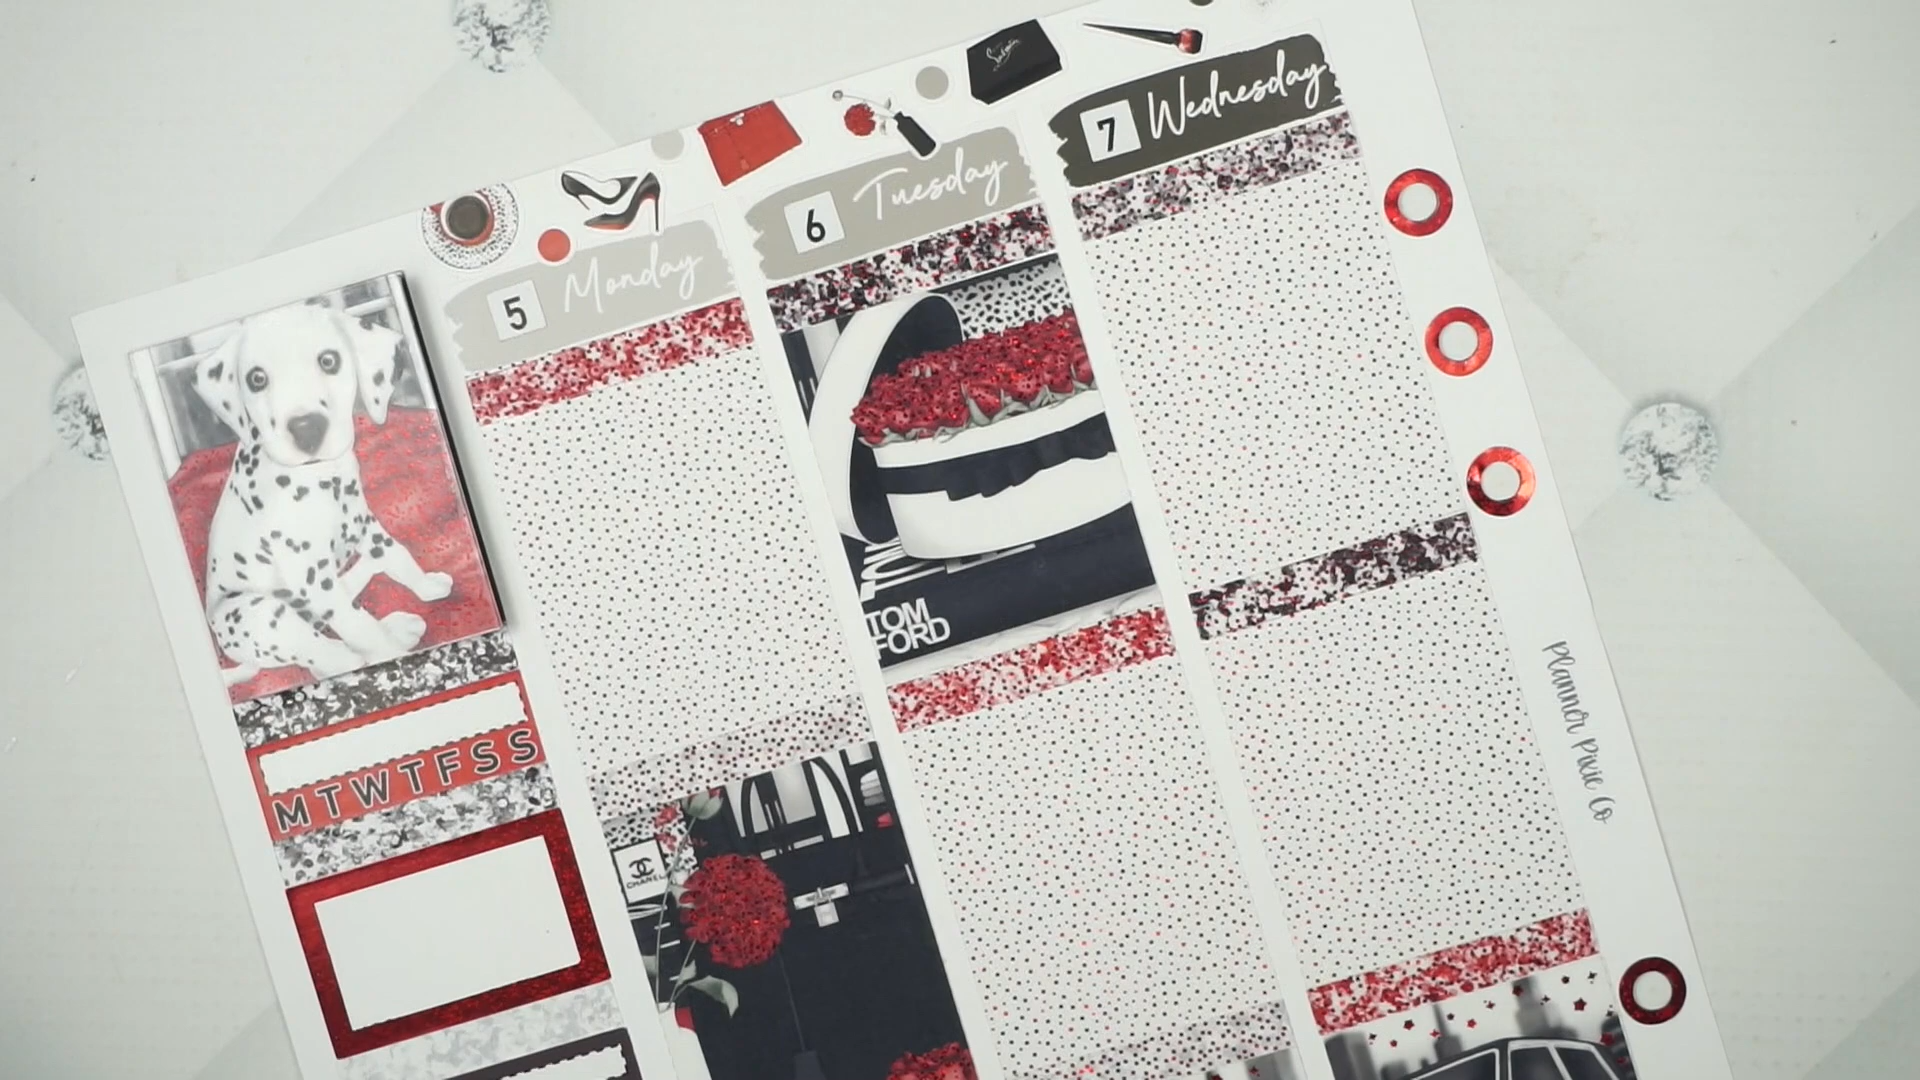 7 Wednesday
6 Tuesday
5 Monday
TOM
FORD
MTWTFSS
CHANEL
Planner Pixie Co